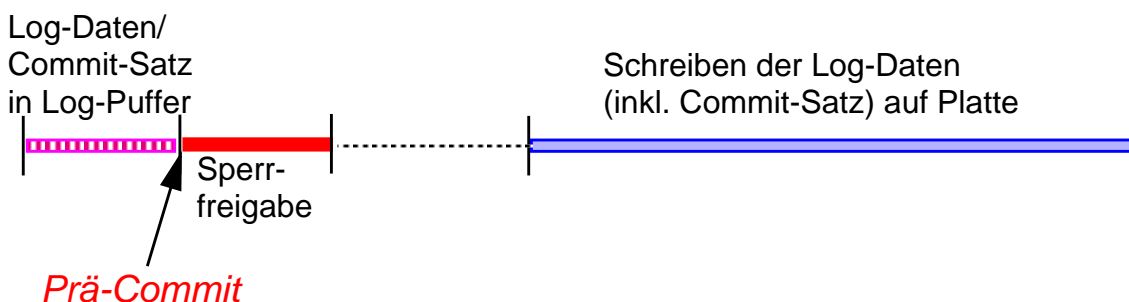 Log-Daten/
Commit-Satz
in Log-Puffer
Schreiben der Log-Daten
(inkl. Commit-Satz) auf Platte
Sperr-
freigabe
Prä-Commit